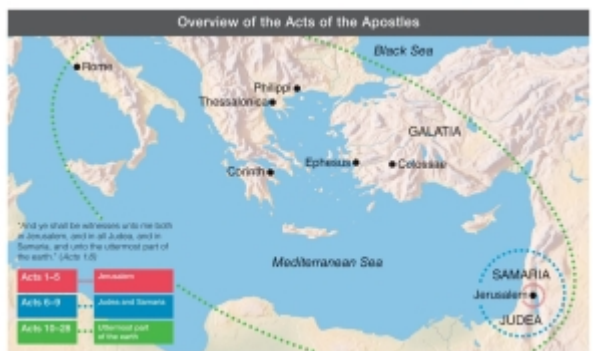 Overview of the Acts of the Apostles
Black Sea
Rome
Philippi
Thessalonica
GALATIA
Ephesus
Colossae
Corinth
"And ye shall be witnesses unto me both
in Jerusalem, and in all Judea, and in
Samaria, and unto the uttermost part of
the earth." (Acts 1:8)
Mediterranean Sea
SAMARIA
Acts 1–5 Jerusalem
Jerusalem
Acts 6–9 Judea and Samaria
JUDEA
Acts 10–28 Uttermost part
of the earth